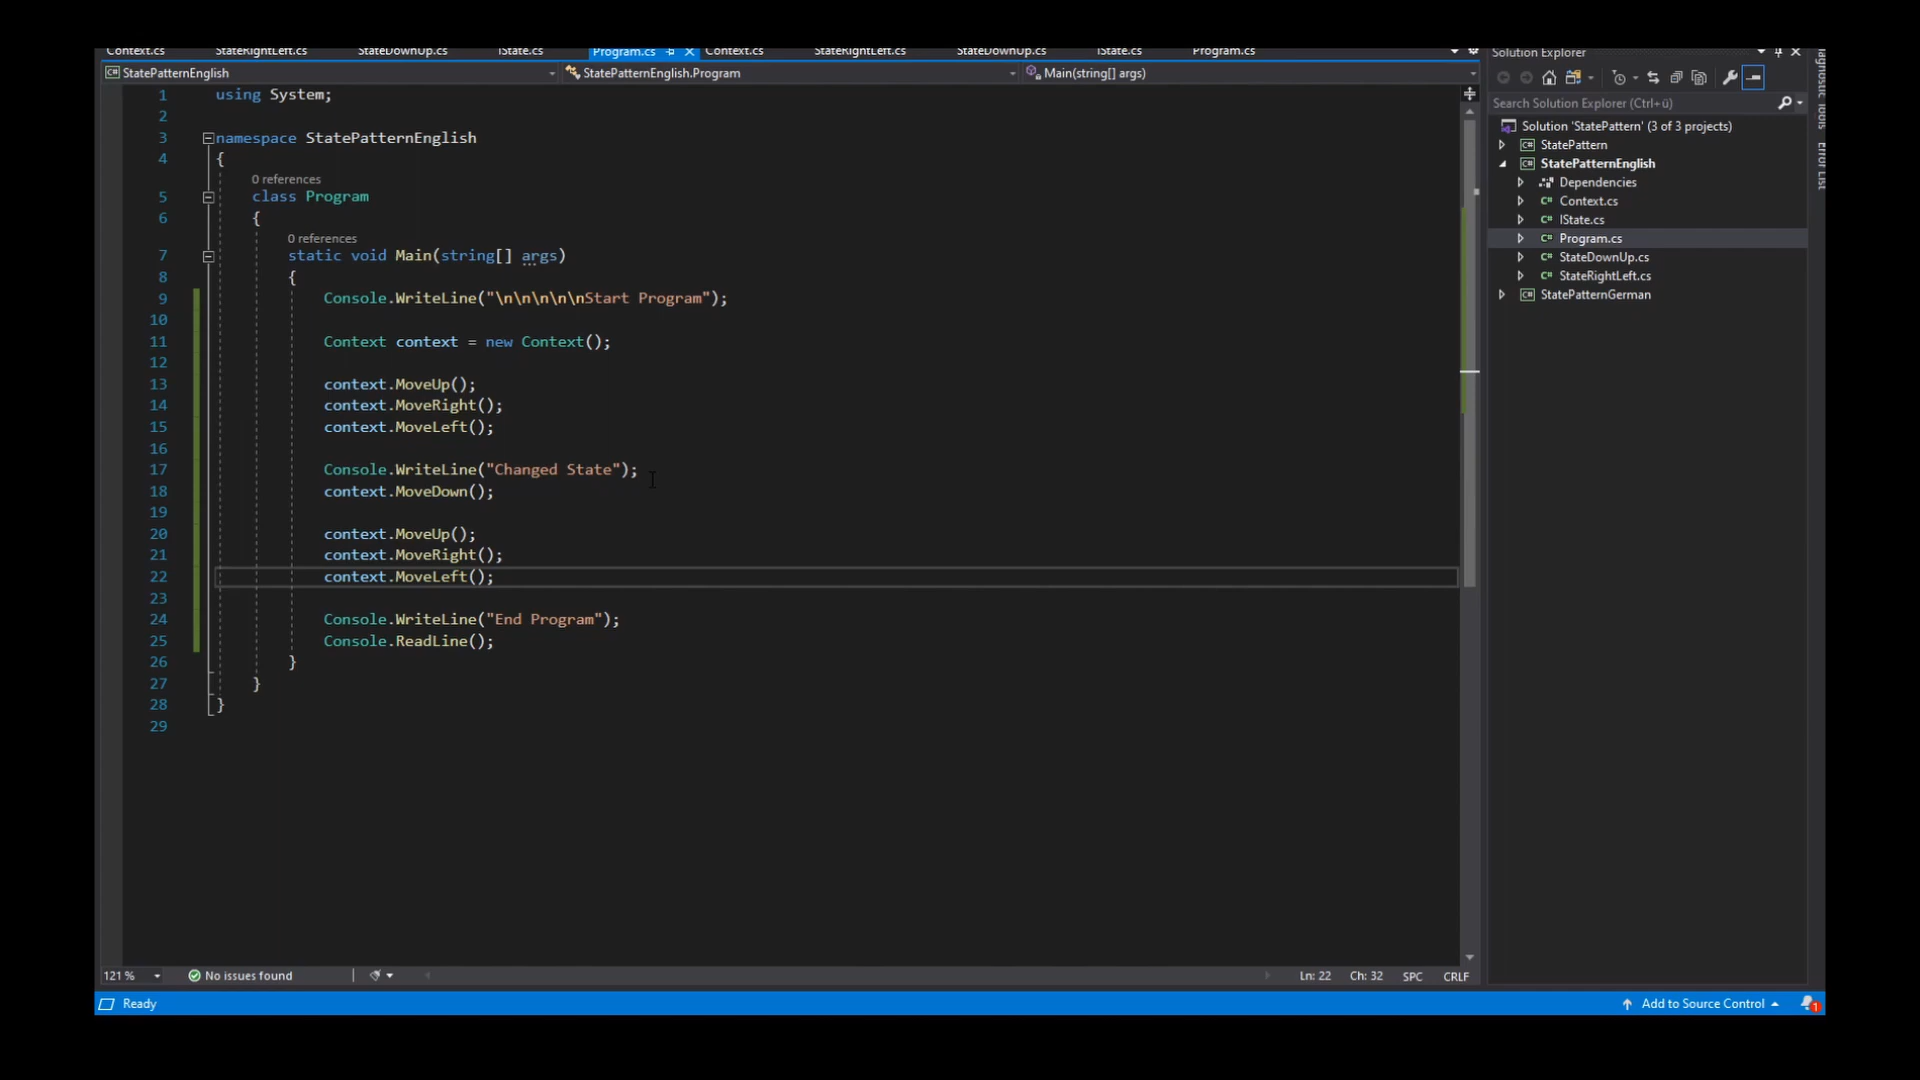 Context.cs StateRightLeft.cs StateDownUp.cs IState.cs Program.cs Context.cs StateRightLeft.cs StateDownUp.cs IState.cs Program.cs
StatePatternEnglish StatePatternEnglish.Program Main(string[] args)
1 using System;
2
3 namespace StatePatternEnglish
4 {
0 references
5 class Program
6 {
0 references
7 static void Main(string[] args)
8 {
9 Console.WriteLine("\n\n\n\n\nStart Program");
10
11 Context context = new Context();
12
13 context.MoveUp();
14 context.MoveRight();
15 context.MoveLeft();
16
17 Console.WriteLine("Changed State");
18 context.MoveDown();
19
20 context.MoveUp();
21 context.MoveRight();
22 context.MoveLeft();
23
24 Console.WriteLine("End Program");
25 Console.ReadLine();
26 }
27 }
28 }
29
121 % No issues found Ln: 22 Ch: 32 SPC CRLF
Ready Add to Source Control 1
Solution Explorer
Search Solution Explorer (Ctrl+ü)
Solution 'StatePattern' (3 of 3 projects)
C# StatePattern
C# StatePatternEnglish
Dependencies
C# Context.cs
C# IState.cs
C# Program.cs
C# StateDownUp.cs
C# StateRightLeft.cs
C# StatePatternGerman
Tools
Error List